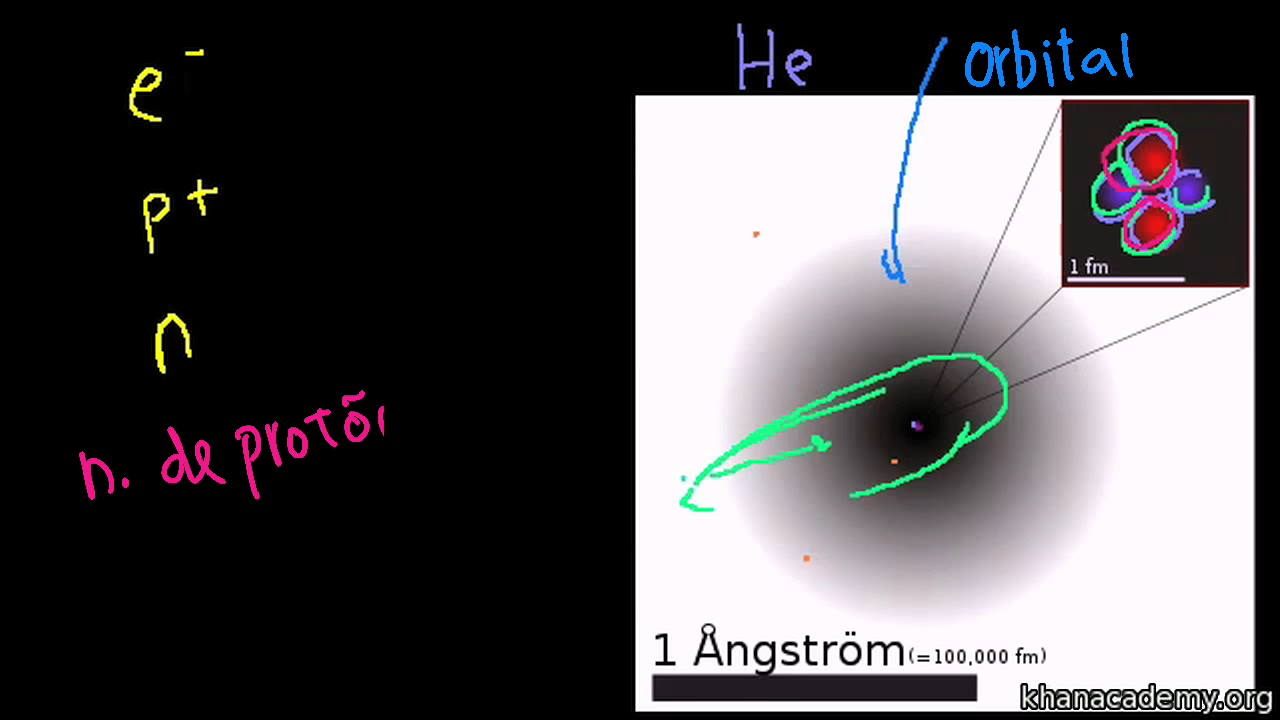 e⁻
p⁺
n
n. de protõ
He
orbital
1 fm
1 Ångström (=100,000 fm)
khanacademy.org